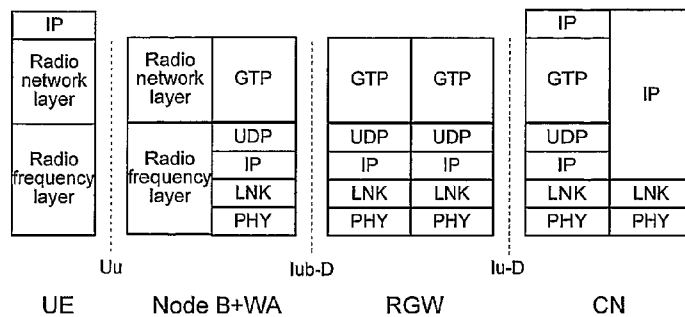 IP
Radio
network
layer
Radio
frequency
layer
Radio
network
layer
GTP
Radio
frequency
layer
UDP
IP
LNK
PHY
GTP
GTP
UDP
UDP
IP
IP
LNK
LNK
PHY
PHY
IP
GTP
IP
UDP
IP
LNK
LNK
PHY
PHY
Uu
Iub-D
Iu-D
UE
Node B+WA
RGW
CN